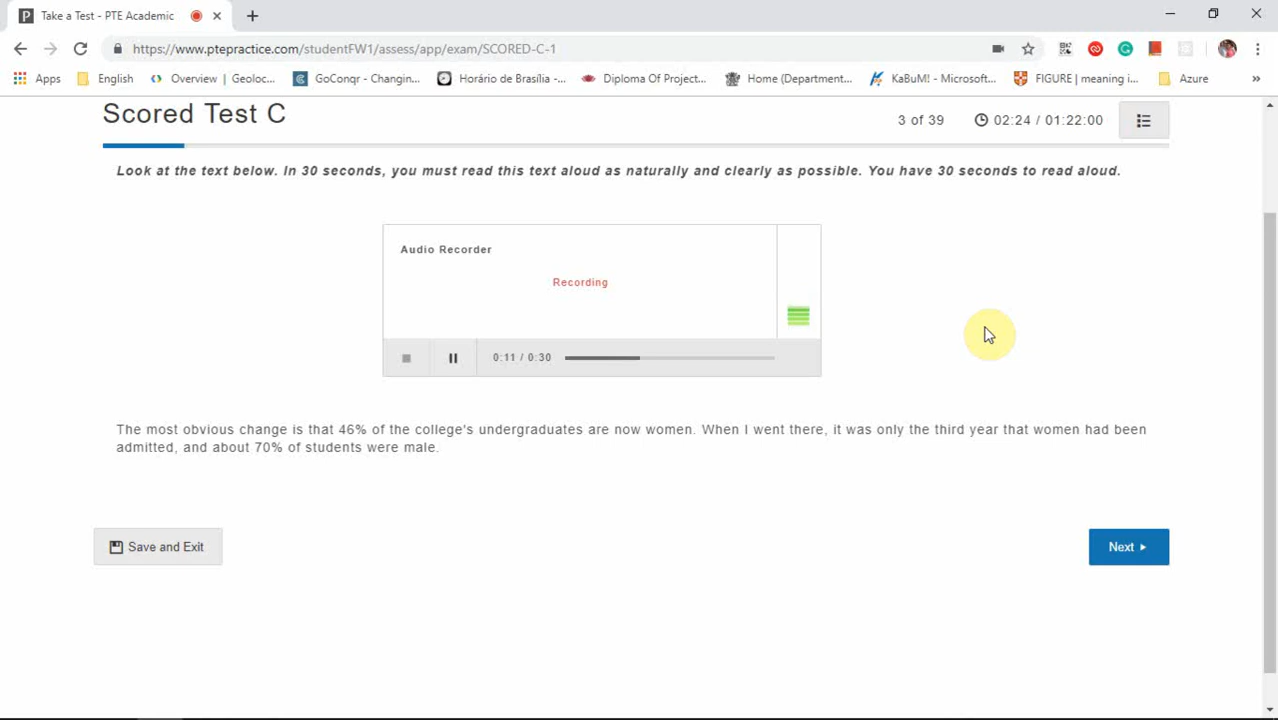 Take a Test - PTE Academic
https://www.ptepractice.com/studentFW1/assess/app/exam/SCORED-C-1
Apps English Overview | Geoloc... GoConqr - Changin... Horário de Brasília -... Diploma Of Project... Home (Department... KaBuM! - Microsoft... FIGURE | meaning i... Azure
Scored Test C
3 of 39 02:24 / 01:22:00
Look at the text below. In 30 seconds, you must read this text aloud as naturally and clearly as possible. You have 30 seconds to read aloud.
Audio Recorder
Recording
0:11 / 0:30
The most obvious change is that 46% of the college's undergraduates are now women. When I went there, it was only the third year that women had been
admitted, and about 70% of students were male.
Save and Exit Next